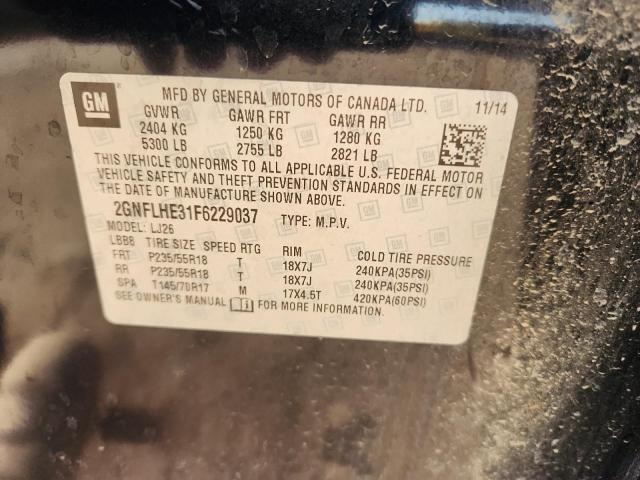 GM
MFD BY GENERAL MOTORS OF CANADA LTD. 11/14
GVWR GAWR FRT GAWR RR
2404 KG 1250 KG 1280 KG
5300 LB 2755 LB 2821 LB
THIS VEHICLE CONFORMS TO ALL APPLICABLE U.S. FEDERAL MOTOR
VEHICLE SAFETY AND THEFT PREVENTION STANDARDS IN EFFECT ON
THE DATE OF MANUFACTURE SHOWN ABOVE.
2GNFLHE31F6229037 TYPE: M.P.V.
MODEL: LJ26
LBBB TIRE SIZE SPEED RTG RIM COLD TIRE PRESSURE
FRT P235/55R18 T 18X7J 240KPA(35PSI)
RR P235/55R18 T 18X7J 240KPA(35PSI)
SPA T145/70R17 M 17X4.5T 420KPA(60PSI)
SEE OWNER'S MANUAL FOR MORE INFORMATION.